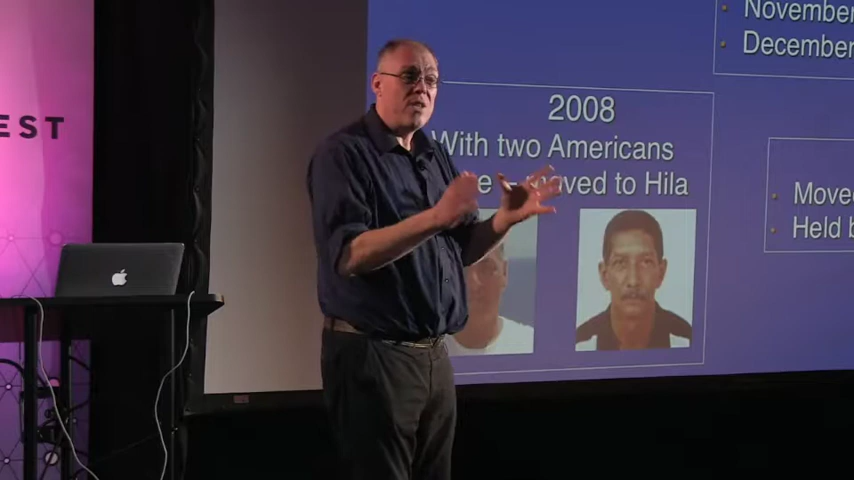 EST
November
December
2008
With two Americans
moved to Hila
Move
Held b